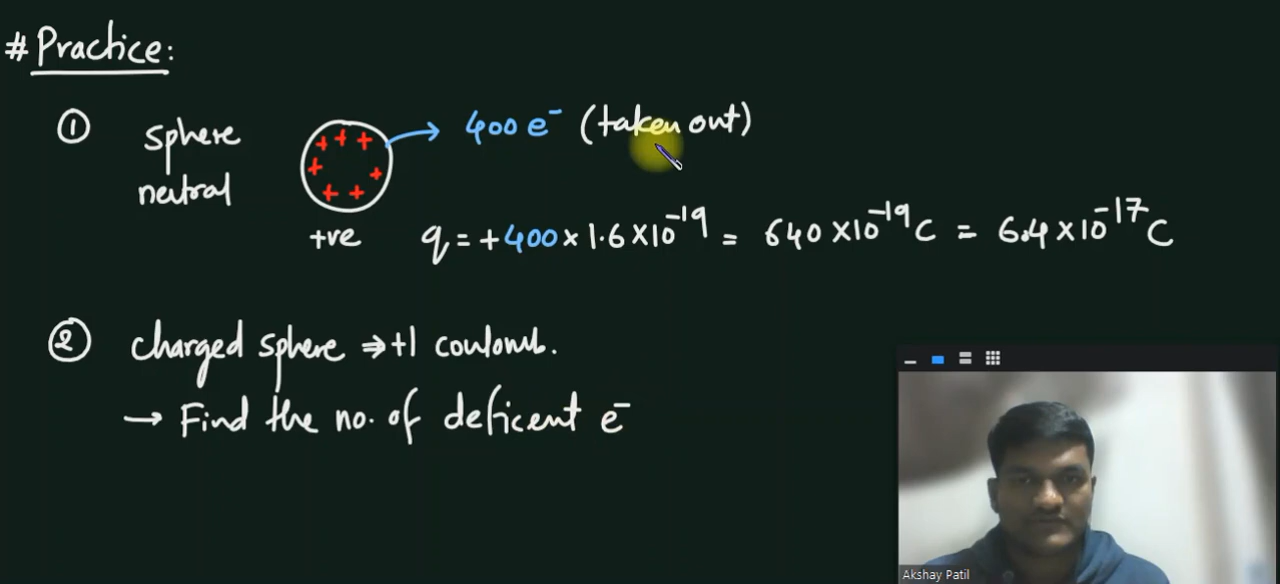 # Practice:
① sphere neutral
400 e⁻ (taken out)
+ + + + + + +
+ve
q = +400 × 1.6 × 10⁻¹⁹ = 640 × 10⁻¹⁹ C = 6.4 × 10⁻¹⁷ C
② charged sphere ⇒ +1 coulomb.
→ Find the no. of deficent e⁻
Akshay Patil